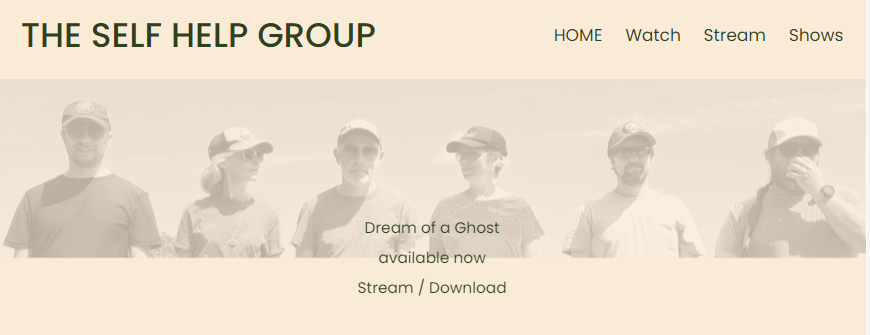 THE SELF HELP GROUP
HOME Watch Stream Shows
Dream of a Ghost
available now
Stream / Download